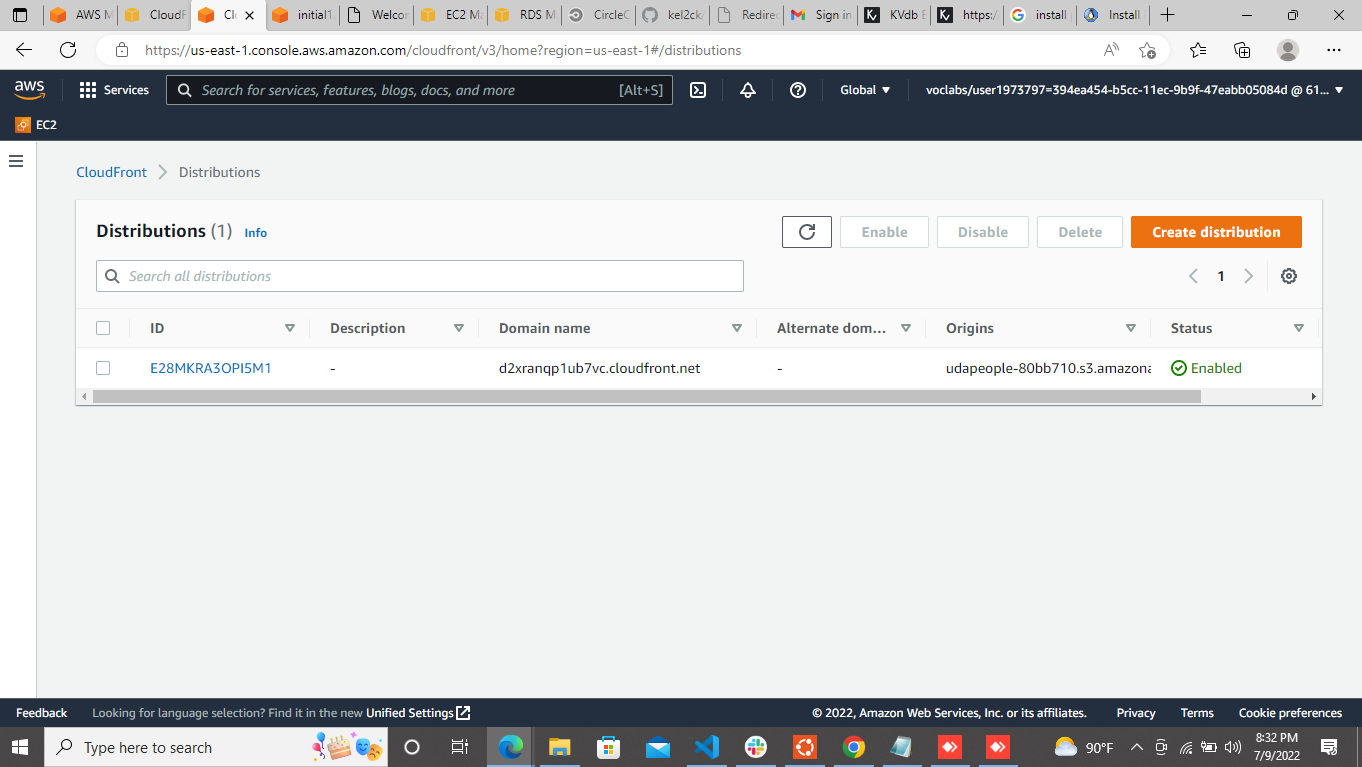 AWS M
CloudF
Clo
initial1
Welcor
EC2 Ma
RDS M
CircleC
kel2ck/
Redirec
Sign in
KVdb E
https:/
install
Install
https://us-east-1.console.aws.amazon.com/cloudfront/v3/home?region=us-east-1#/distributions
aws
Services
Search for services, features, blogs, docs, and more
[Alt+S]
Global
voclabs/user1973797=394ea454-b5cc-11ec-9b9f-47eabb05084d @ 61...
EC2
CloudFront
Distributions
Distributions (1) Info
Enable
Disable
Delete
Create distribution
Search all distributions
1
ID
Description
Domain name
Alternate dom...
Origins
Status
E28MKRA3OPI5M1
-
d2xranqp1ub7vc.cloudfront.net
-
udapeople-80bb710.s3.amazona
Enabled
Feedback
Looking for language selection? Find it in the new Unified Settings
© 2022, Amazon Web Services, Inc. or its affiliates.
Privacy
Terms
Cookie preferences
Type here to search
90°F
8:32 PM
7/9/2022